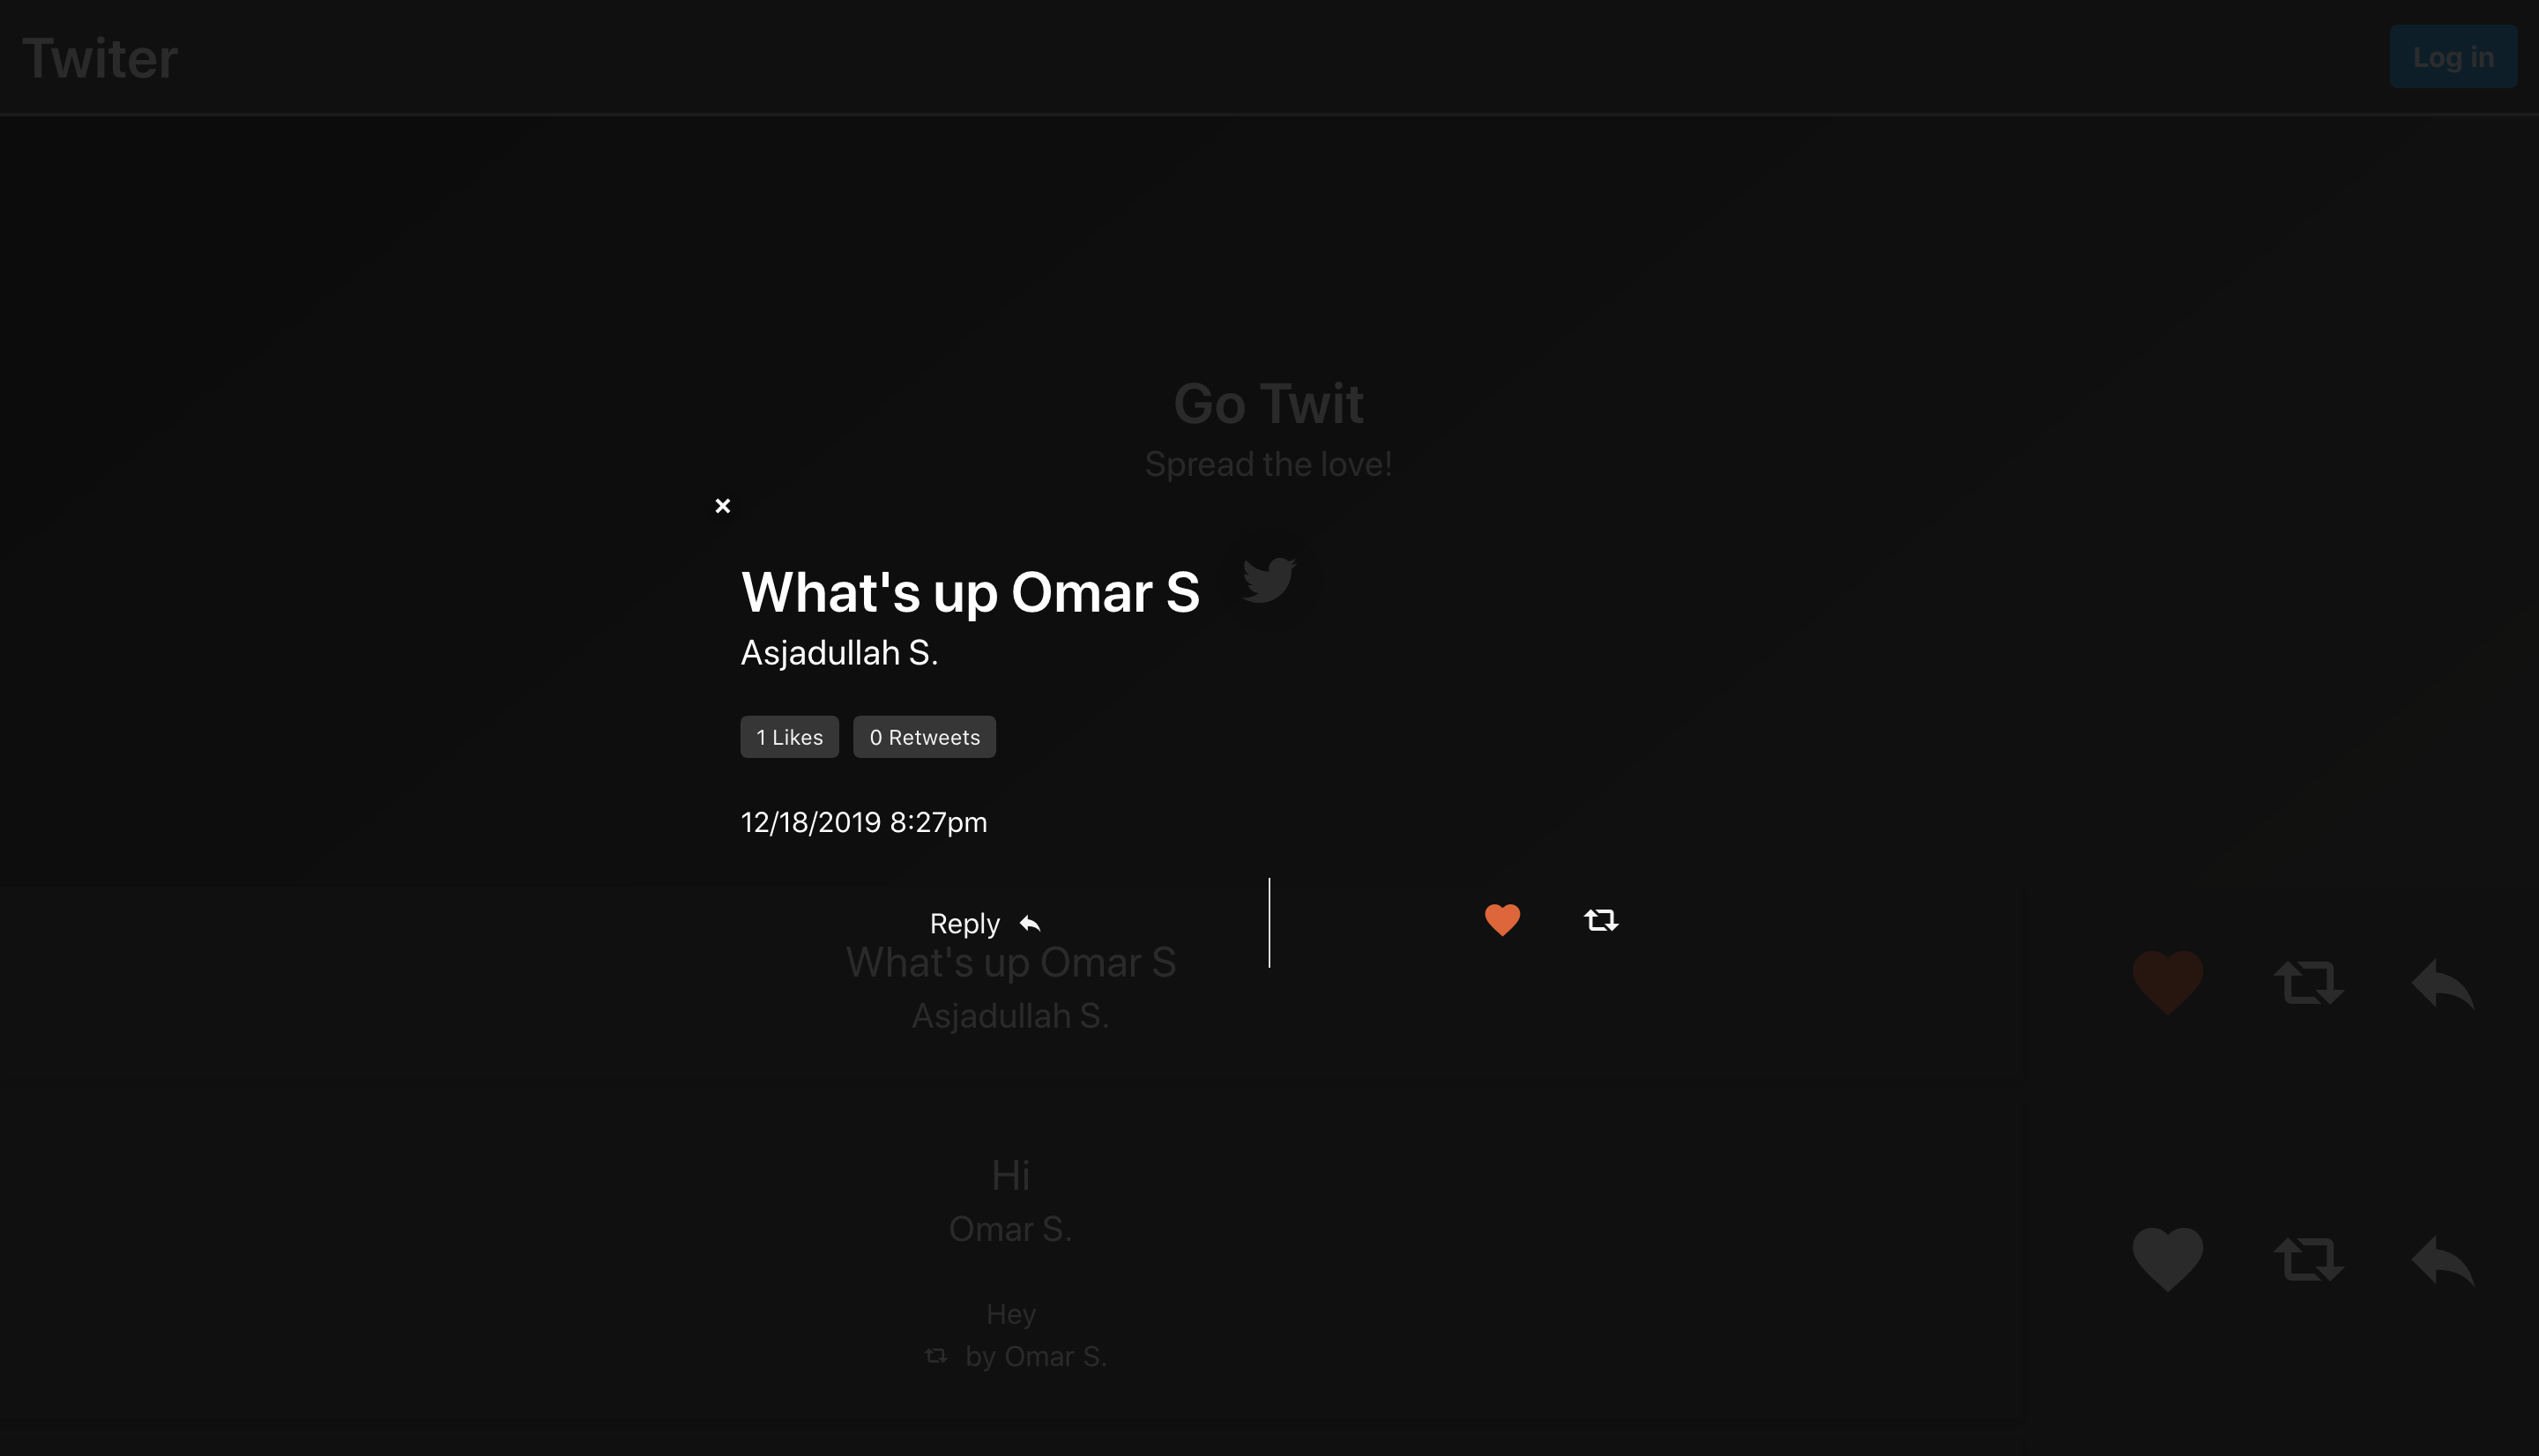 Twiter
Log in
Go Twit
Spread the love!
×
What's up Omar S
Asjadullah S.
1 Likes
0 Retweets
12/18/2019 8:27pm
Reply
What's up Omar S
Asjadullah S.
Hi
Omar S.
Hey
by Omar S.